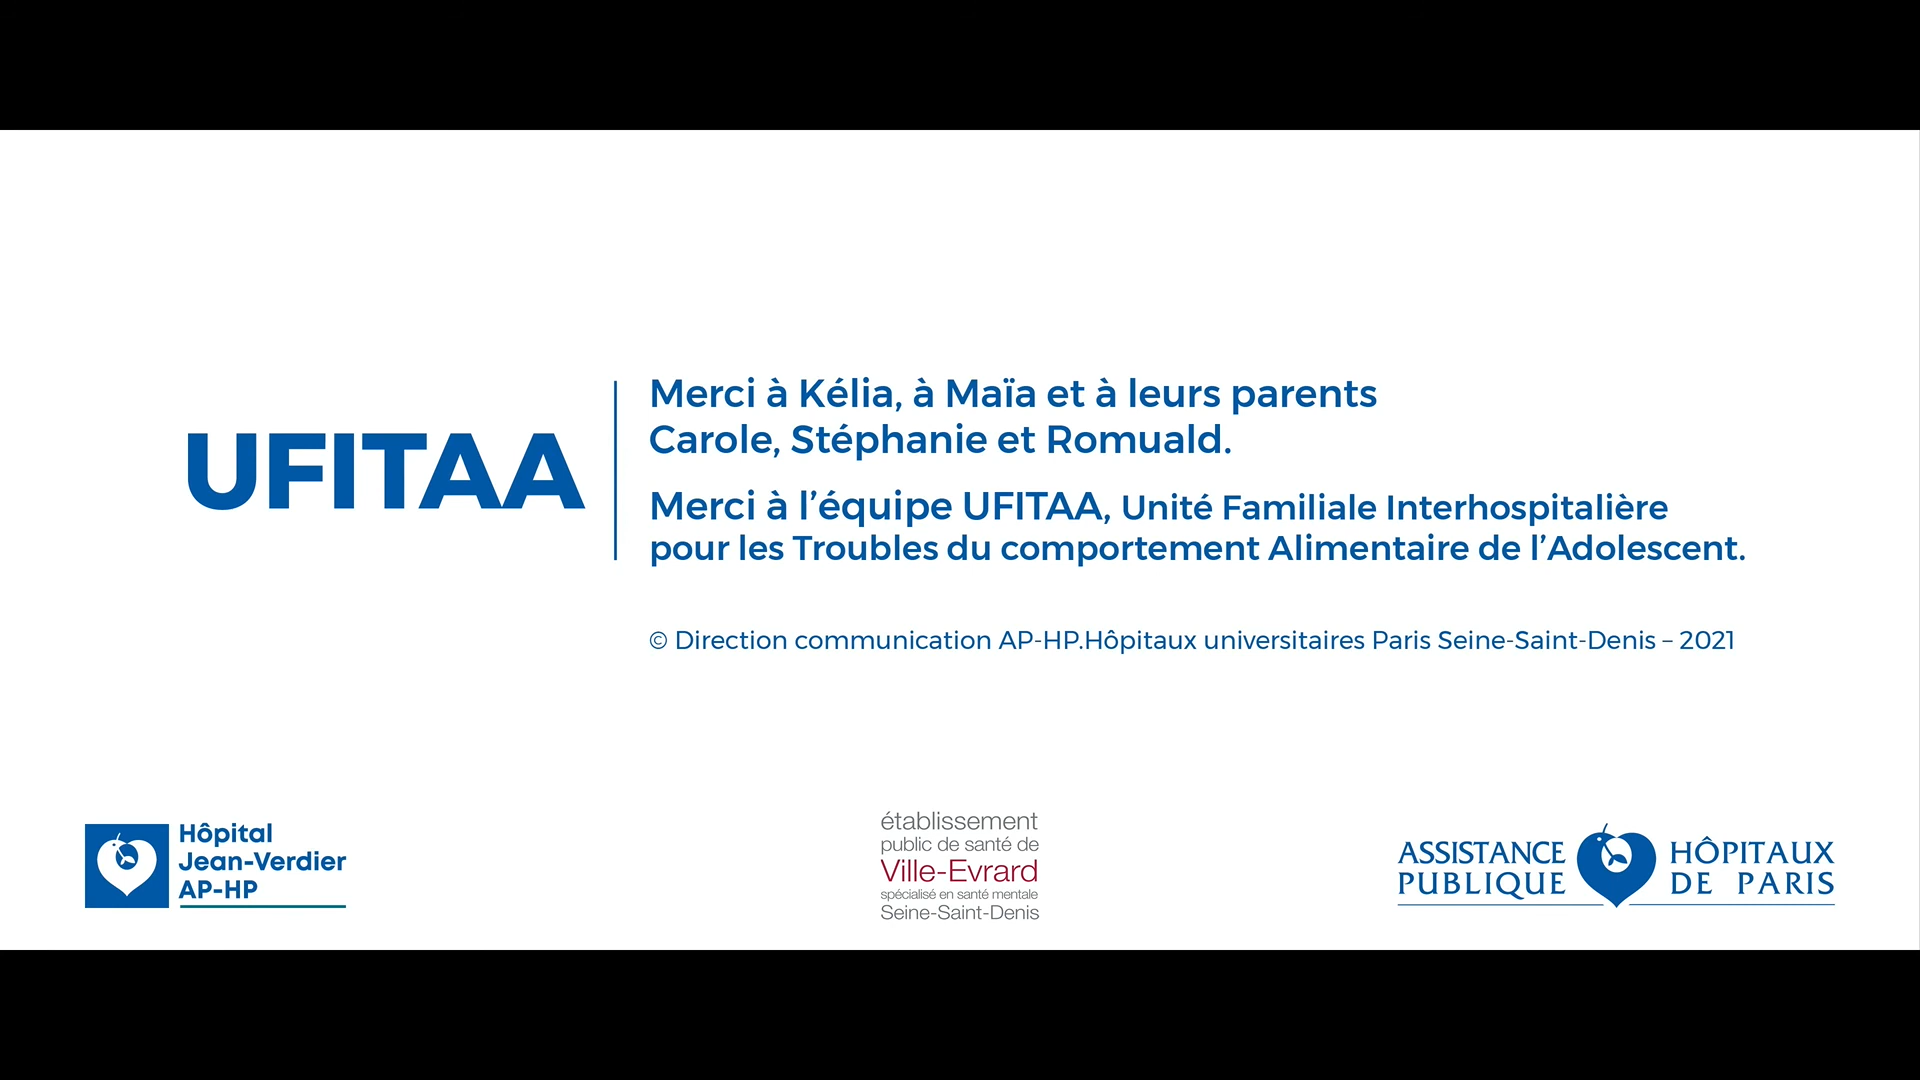 UFITAA
Merci à Kélia, à Maïa et à leurs parents
Carole, Stéphanie et Romuald.
Merci à l’équipe UFITAA, Unité Familiale Interhospitalière
pour les Troubles du comportement Alimentaire de l’Adolescent.
© Direction communication AP-HP.Hôpitaux universitaires Paris Seine-Saint-Denis – 2021
Hôpital
Jean-Verdier
AP-HP
établissement
public de santé de
Ville-Evrard
spécialisé en santé mentale
Seine-Saint-Denis
ASSISTANCE HÔPITAUX
PUBLIQUE DE PARIS